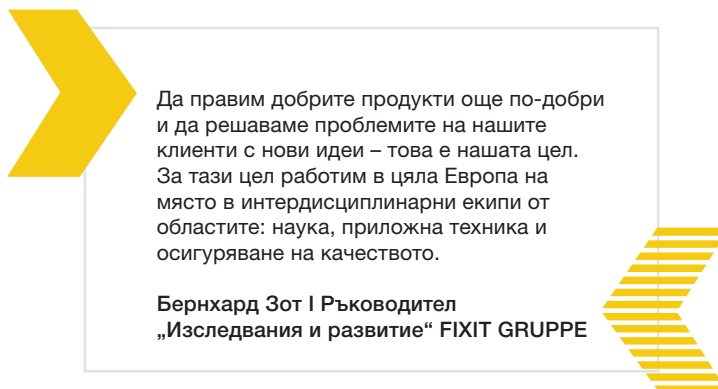 Да правим добрите продукти още по-добри
и да решаваме проблемите на нашите
клиенти с нови идеи – това е нашата цел.
За тази цел работим в цяла Европа на
място в интердисциплинарни екипи от
областите: наука, приложна техника и
осигуряване на качеството.
Бернхард Зот I Ръководител
„Изследвания и развитие“ FIXIT GRUPPE